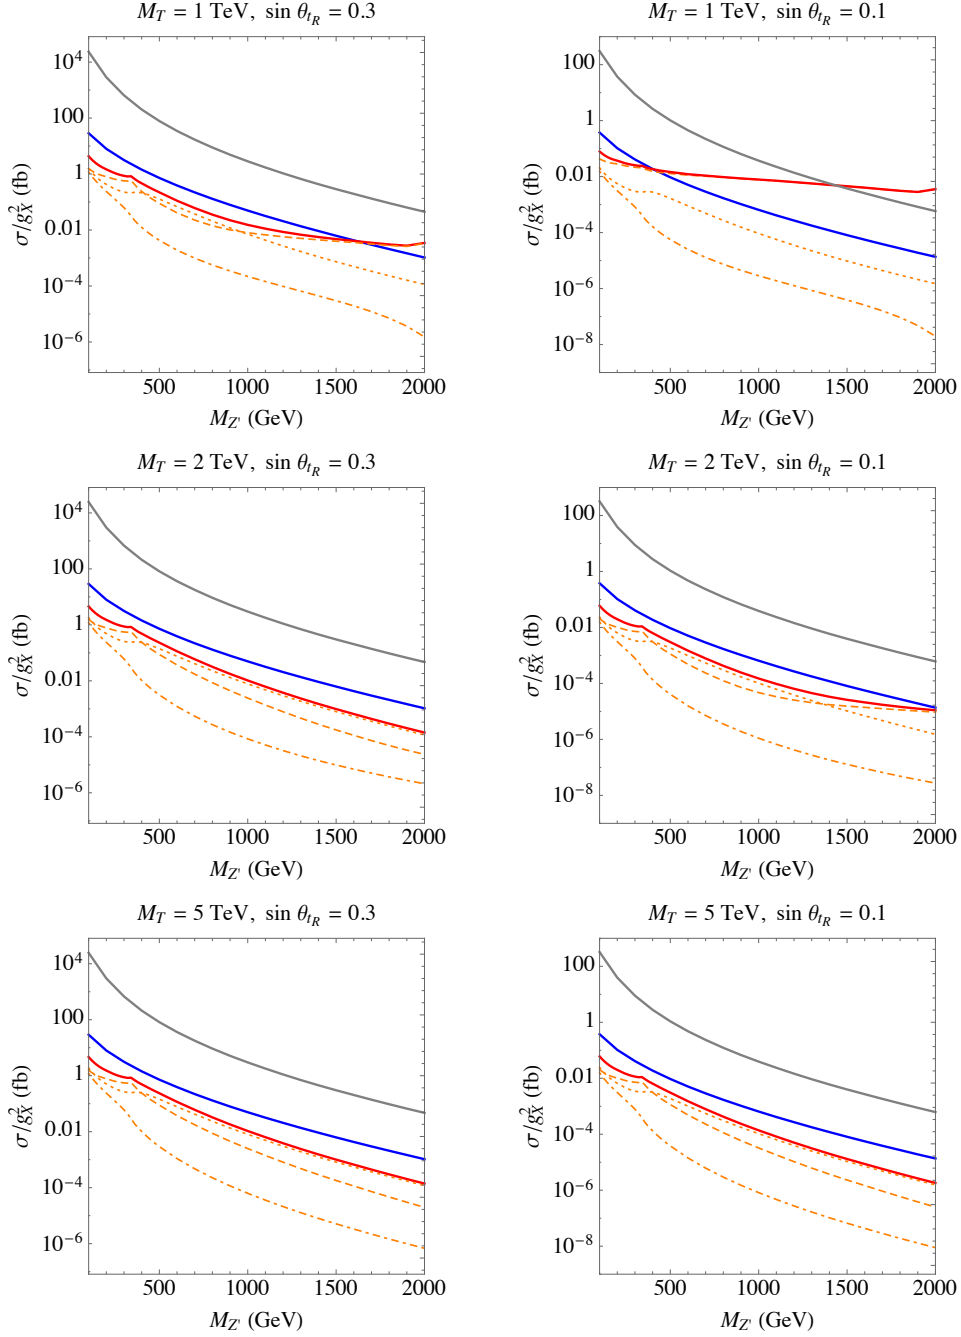 M_T = 1 TeV, sin θ_{t_R} = 0.3
σ/g_X^2 (fb)
10^4
100
1
0.01
10^{-4}
10^{-6}
500 1000 1500 2000
M_{Z'} (GeV)
M_T = 1 TeV, sin θ_{t_R} = 0.1
σ/g_X^2 (fb)
100
1
0.01
10^{-4}
10^{-6}
10^{-8}
500 1000 1500 2000
M_{Z'} (GeV)
M_T = 2 TeV, sin θ_{t_R} = 0.3
σ/g_X^2 (fb)
10^4
100
1
0.01
10^{-4}
10^{-6}
500 1000 1500 2000
M_{Z'} (GeV)
M_T = 2 TeV, sin θ_{t_R} = 0.1
σ/g_X^2 (fb)
100
1
0.01
10^{-4}
10^{-6}
10^{-8}
500 1000 1500 2000
M_{Z'} (GeV)
M_T = 5 TeV, sin θ_{t_R} = 0.3
σ/g_X^2 (fb)
10^4
100
1
0.01
10^{-4}
10^{-6}
500 1000 1500 2000
M_{Z'} (GeV)
M_T = 5 TeV, sin θ_{t_R} = 0.1
σ/g_X^2 (fb)
100
1
0.01
10^{-4}
10^{-6}
10^{-8}
500 1000 1500 2000
M_{Z'} (GeV)